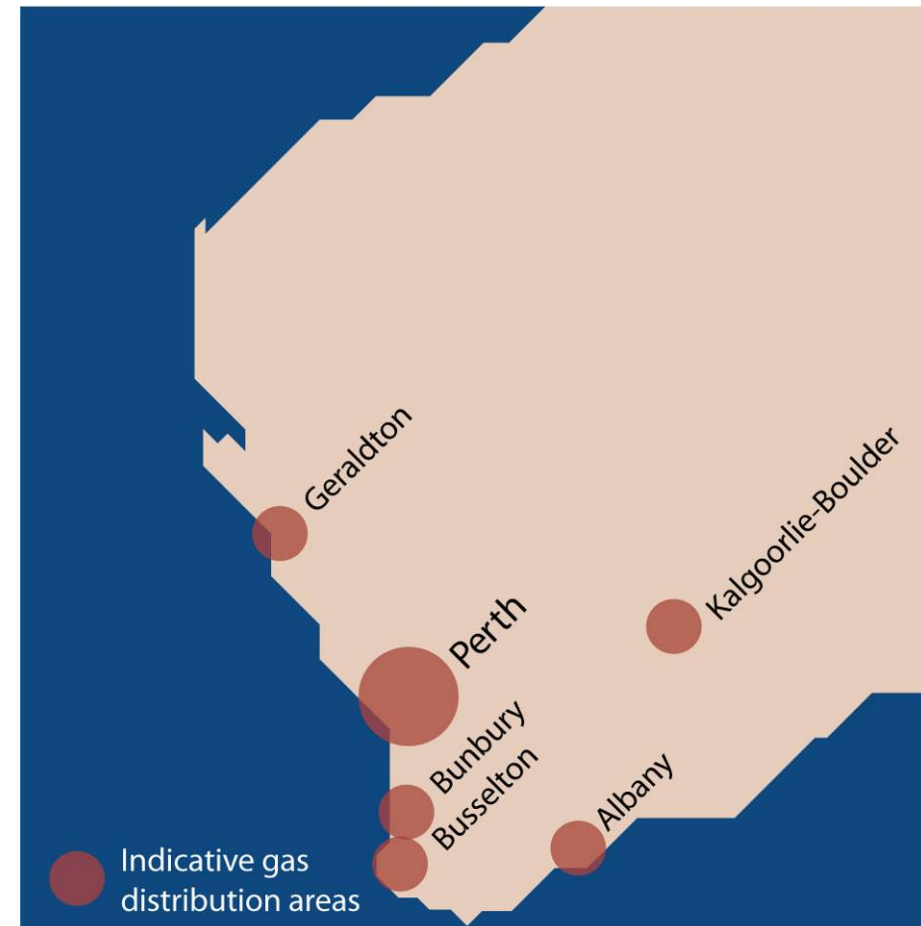 Geraldton
Kalgoorlie-Boulder
Perth
Bunbury
Busselton
Albany
Indicative gas
distribution areas